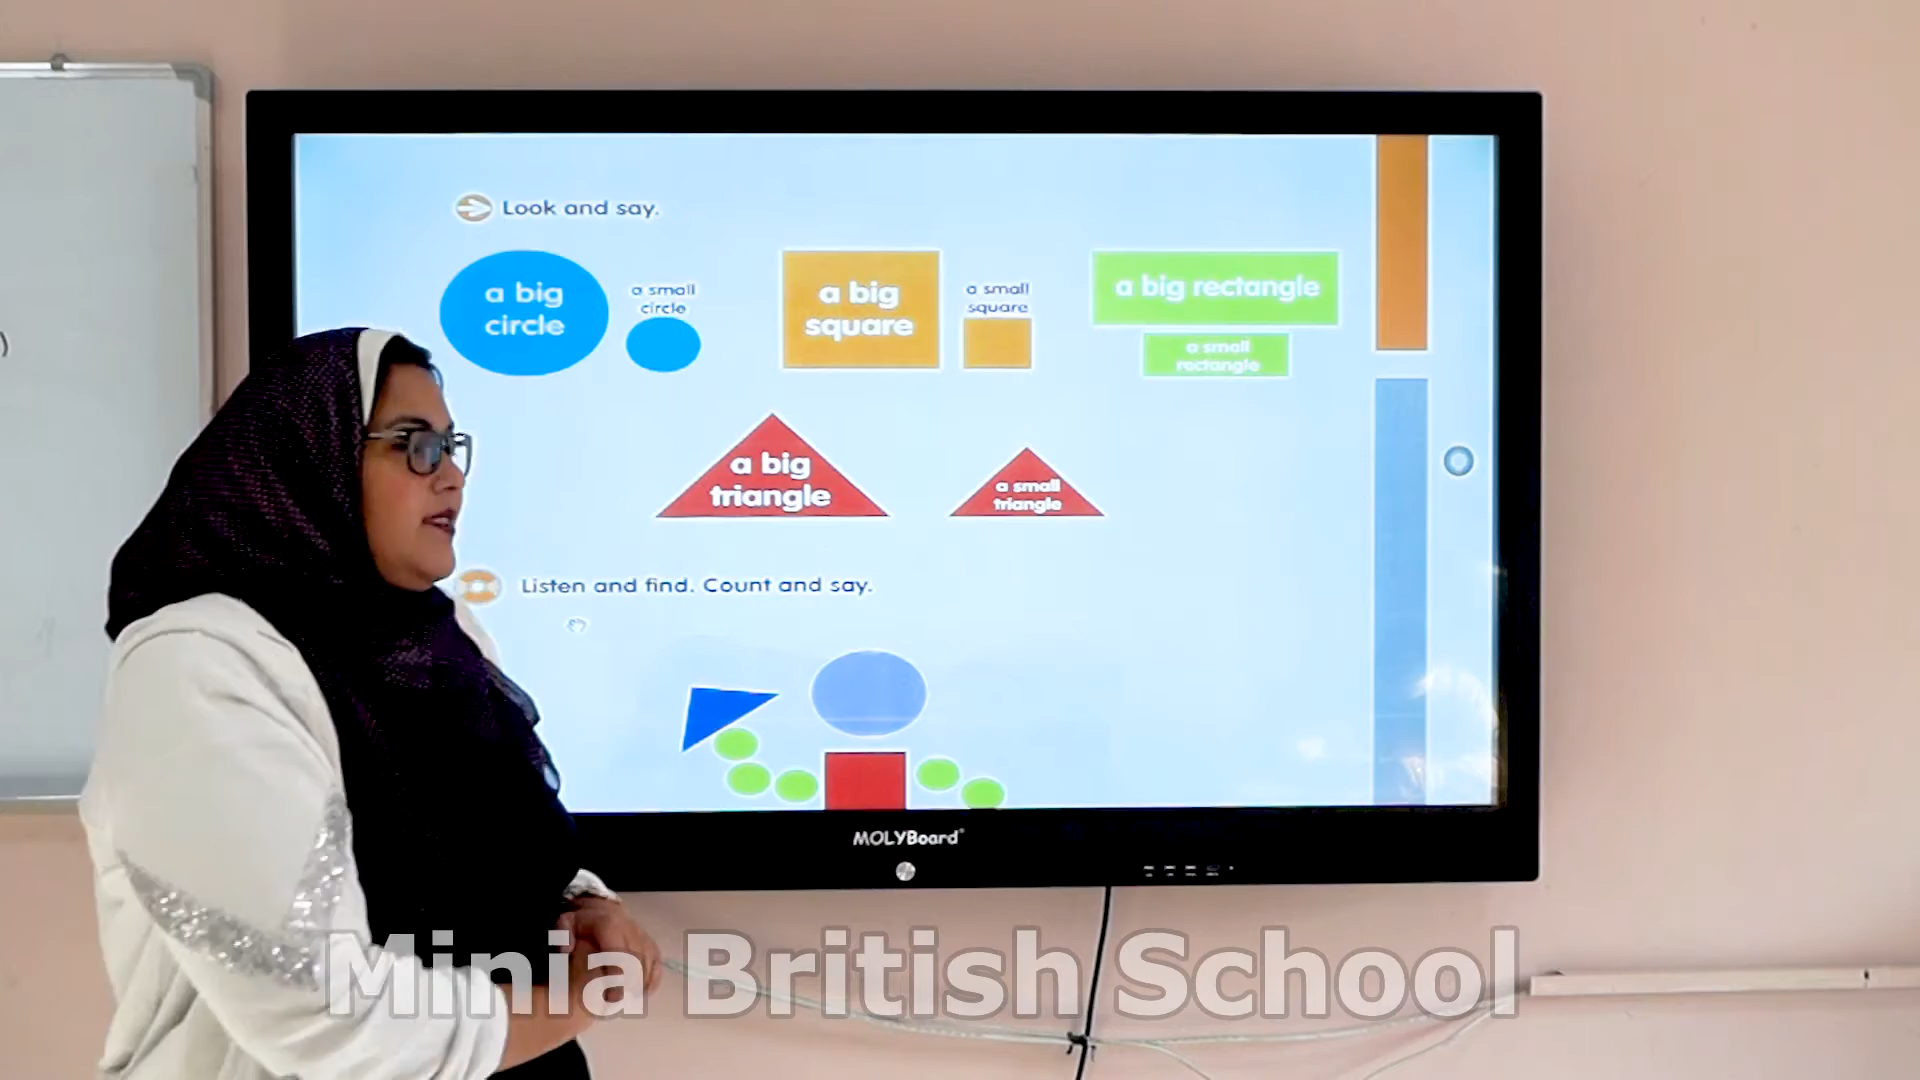 Look and say.
a big
circle
a small
circle
a big
square
a small
square
a big rectangle
a small
rectangle
a big
triangle
a small
triangle
Listen and find. Count and say.
MOLYBoard
Minia British School